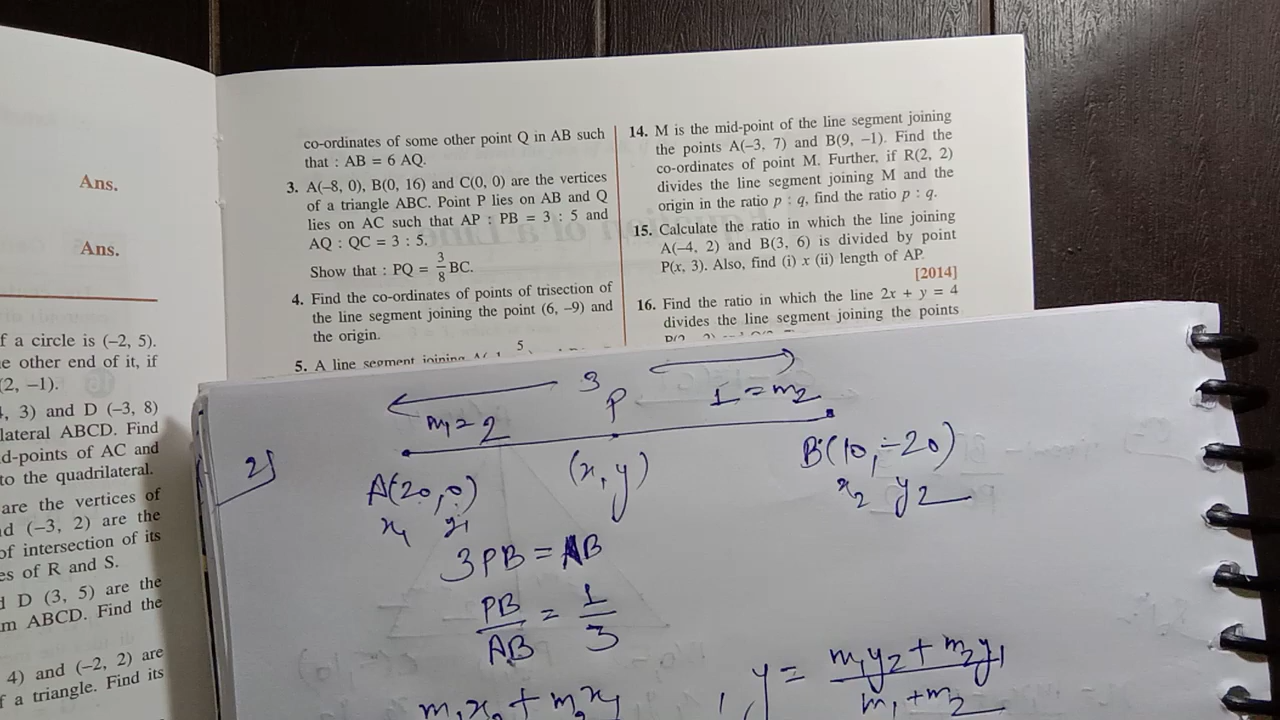 Ans.
Ans.
f a circle is (–2, 5).
e other end of it, if
(2, –1).
, 3) and D (–3, 8)
lateral ABCD. Find
d-points of AC and
to the quadrilateral.
are the vertices of
nd (–3, 2) are the
of intersection of its
es of R and S.
d D (3, 5) are the
m ABCD. Find the
4) and (–2, 2) are
f a triangle. Find its
co-ordinates of some other point Q in AB such
that : AB = 6 AQ.
3. A(–8, 0), B(0, 16) and C(0, 0) are the vertices
of a triangle ABC. Point P lies on AB and Q
lies on AC such that AP : PB = 3 : 5 and
AQ : QC = 3 : 5.
Show that : PQ = 3/8 BC.
4. Find the co-ordinates of points of trisection of
the line segment joining the point (6, –9) and
the origin.
5. A line segment joining
14. M is the mid-point of the line segment joining
the points A(–3, 7) and B(9, –1). Find the
co-ordinates of point M. Further, if R(2, 2)
divides the line segment joining M and the
origin in the ratio p : q, find the ratio p : q.
15. Calculate the ratio in which the line joining
A(–4, 2) and B(3, 6) is divided by point
P(x, 3). Also, find (i) x (ii) length of AP.
[2014]
16. Find the ratio in which the line 2x + y = 4
divides the line segment joining the points
2)
3
m₁ = 2
P
1 = m₂
A(20, 0)
(x, y)
B(10, –20)
x₁ y₁
x₂ y₂
3PB = AB
PB/AB = 1/3
m₁x₂ + m₂x₁
, y = m₁y₂ + m₂y₁ / m₁ + m₂